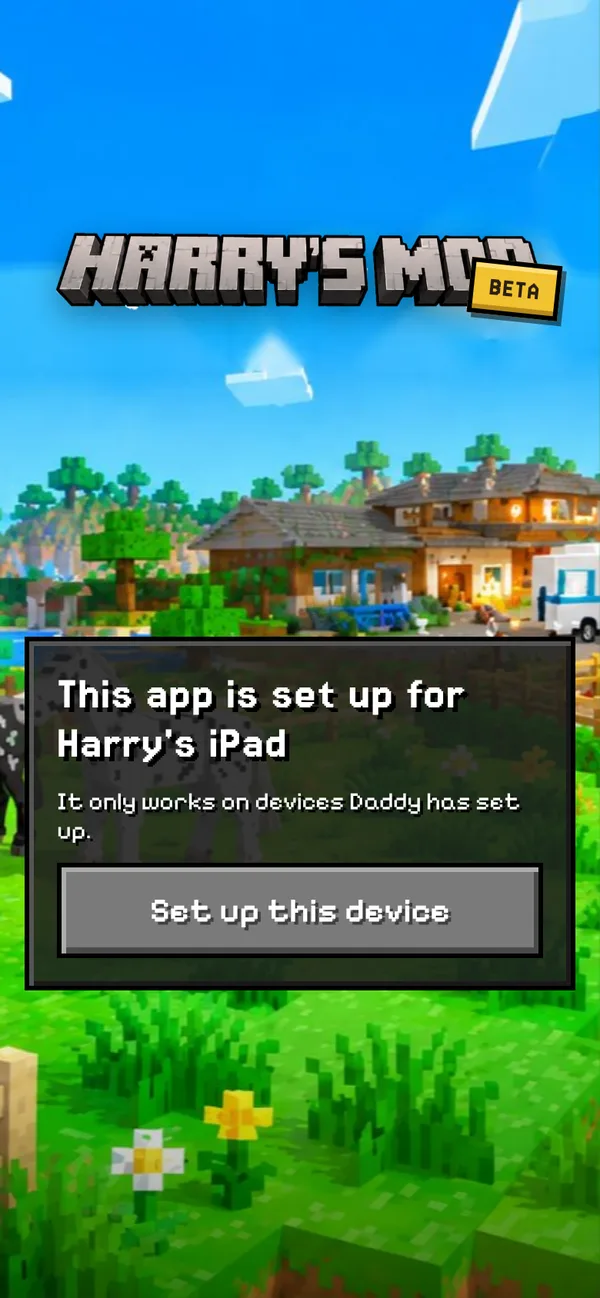 HARRY'S MOD
BETA
This app is set up for
Harry's iPad
It only works on devices Daddy has set
up.
Set up this device